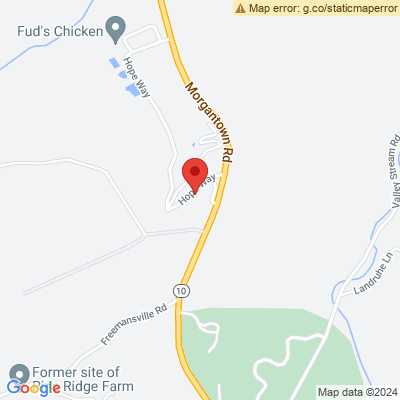 Map error: g.co/staticmaperror
Fud's Chicken
Hope Way
Morgantown Rd
Hope Way
Valley Stream Rd
Landruhe Ln
10
Freemansville Rd
Former site of
Ridge Farm
Google
Map data ©2024